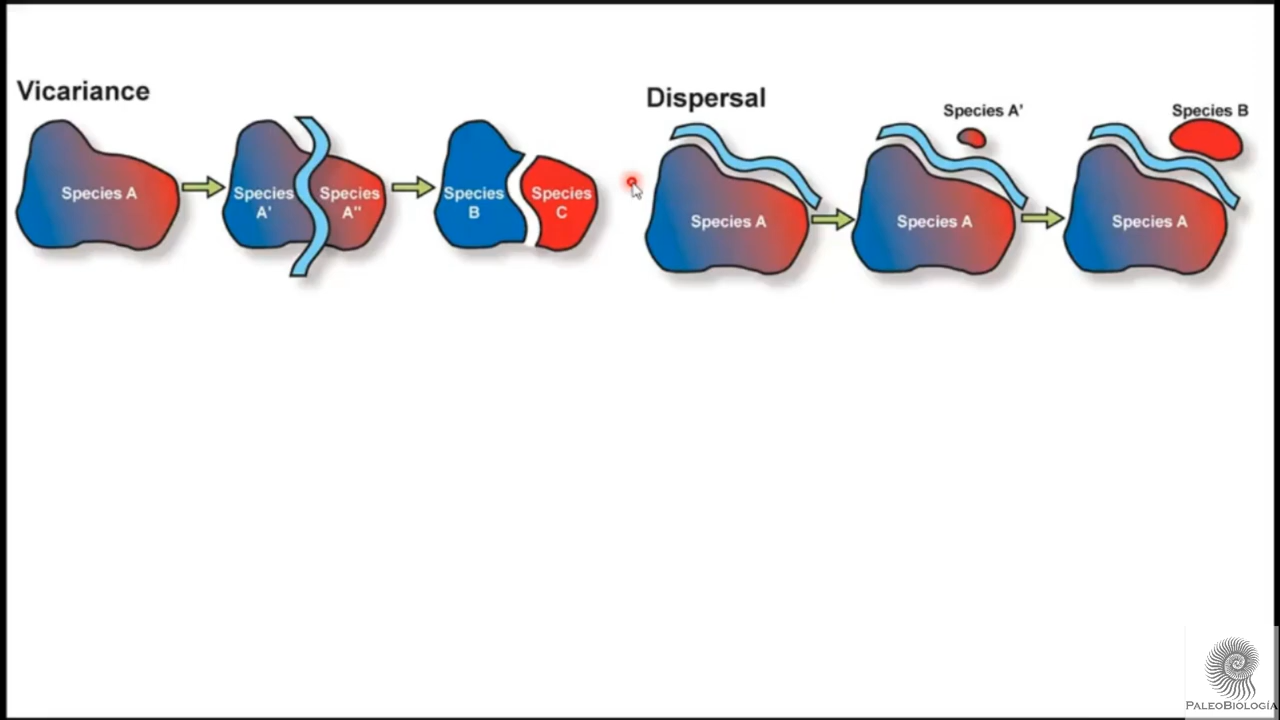 Vicariance
Species A
Species
A'
Species
A''
Species
B
Species
C
Dispersal
Species A
Species A'
Species A
Species B
Species A
PALEOBIOLOGÍA